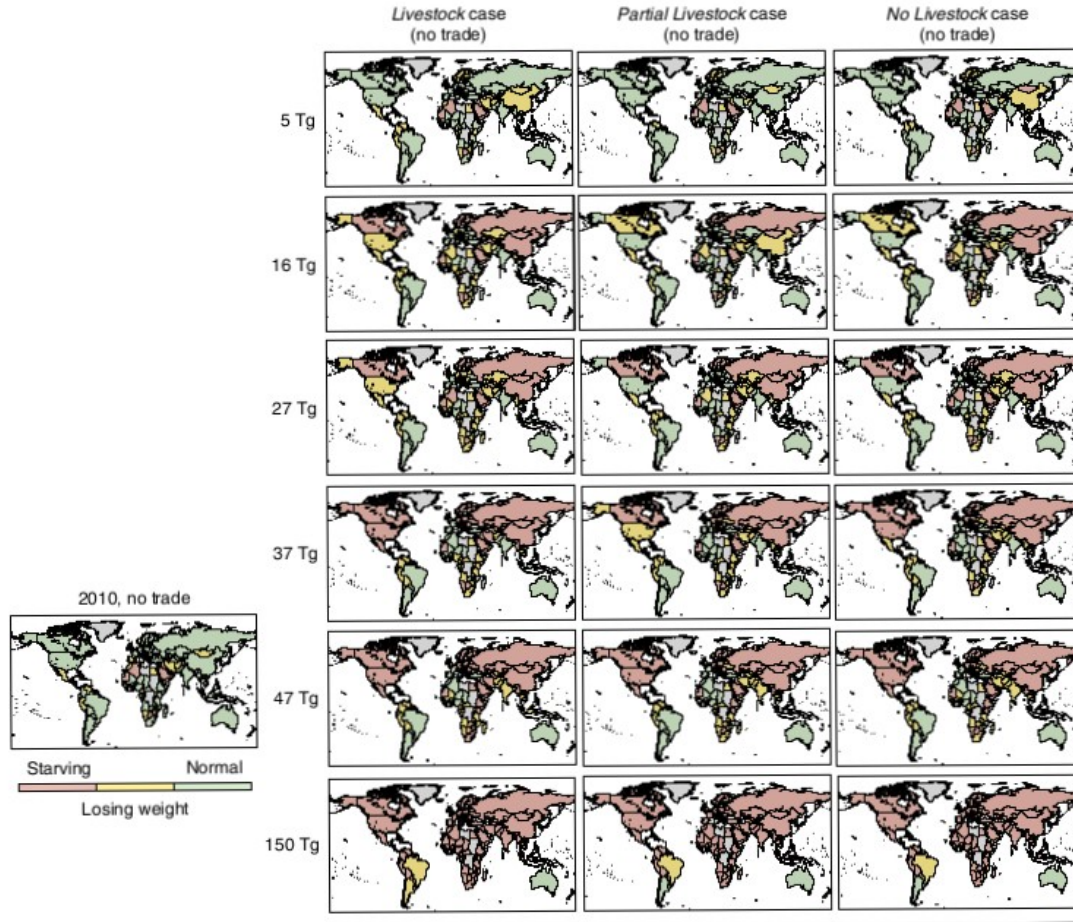 Livestock case
(no trade)
Partial Livestock case
(no trade)
No Livestock case
(no trade)
5 Tg
16 Tg
27 Tg
37 Tg
2010, no trade
47 Tg
Starving
Normal
Losing weight
150 Tg